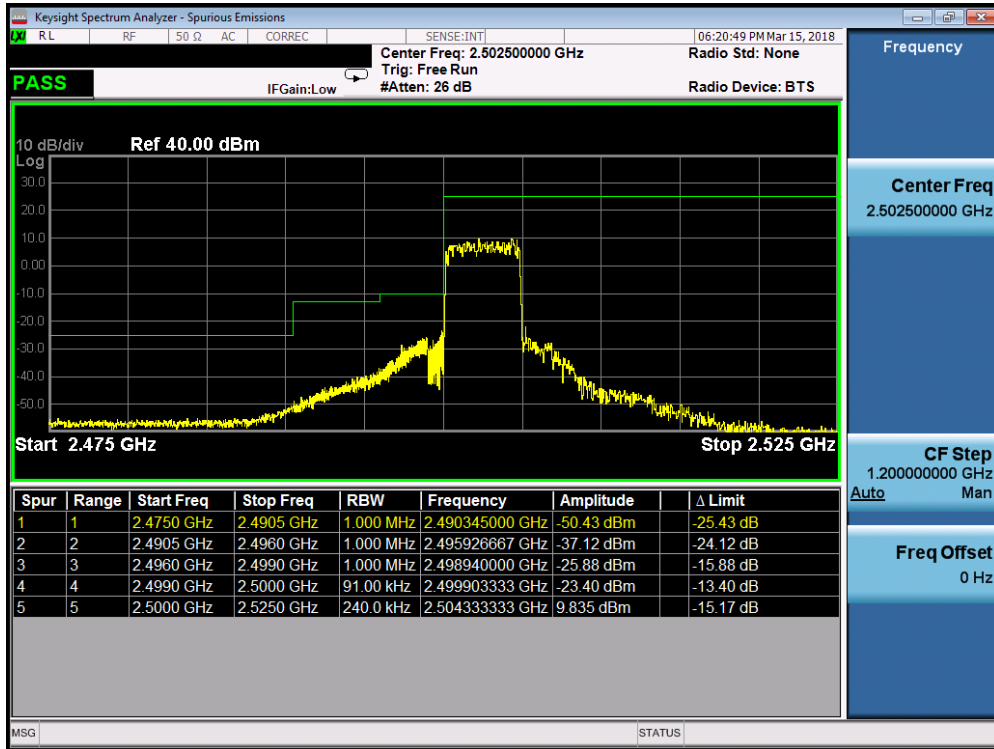 Keysight Spectrum Analyzer - Spurious Emissions
LXI RL RF 50 Ω AC CORREC SENSE:INT 06:20:49 PM Mar 15, 2018
Center Freq: 2.502500000 GHz Radio Std: None
Trig: Free Run
PASS IFGain:Low #Atten: 26 dB Radio Device: BTS
Frequency
10 dB/div Ref 40.00 dBm
Log
30.0
20.0
10.0
0.00
-10.0
-20.0
-30.0
-40.0
-50.0
Start 2.475 GHz Stop 2.525 GHz
Center Freq
2.502500000 GHz
CF Step
1.200000000 GHz
Auto Man
Freq Offset
0 Hz
Spur Range Start Freq Stop Freq RBW Frequency Amplitude Δ Limit
1 1 2.4750 GHz 2.4905 GHz 1.000 MHz 2.490345000 GHz -50.43 dBm -25.43 dB
2 2 2.4905 GHz 2.4960 GHz 1.000 MHz 2.495926667 GHz -37.12 dBm -24.12 dB
3 3 2.4960 GHz 2.4990 GHz 1.000 MHz 2.498940000 GHz -25.88 dBm -15.88 dB
4 4 2.4990 GHz 2.5000 GHz 91.00 kHz 2.499903333 GHz -23.40 dBm -13.40 dB
5 5 2.5000 GHz 2.5250 GHz 240.0 kHz 2.504333333 GHz 9.835 dBm -15.17 dB
MSG STATUS